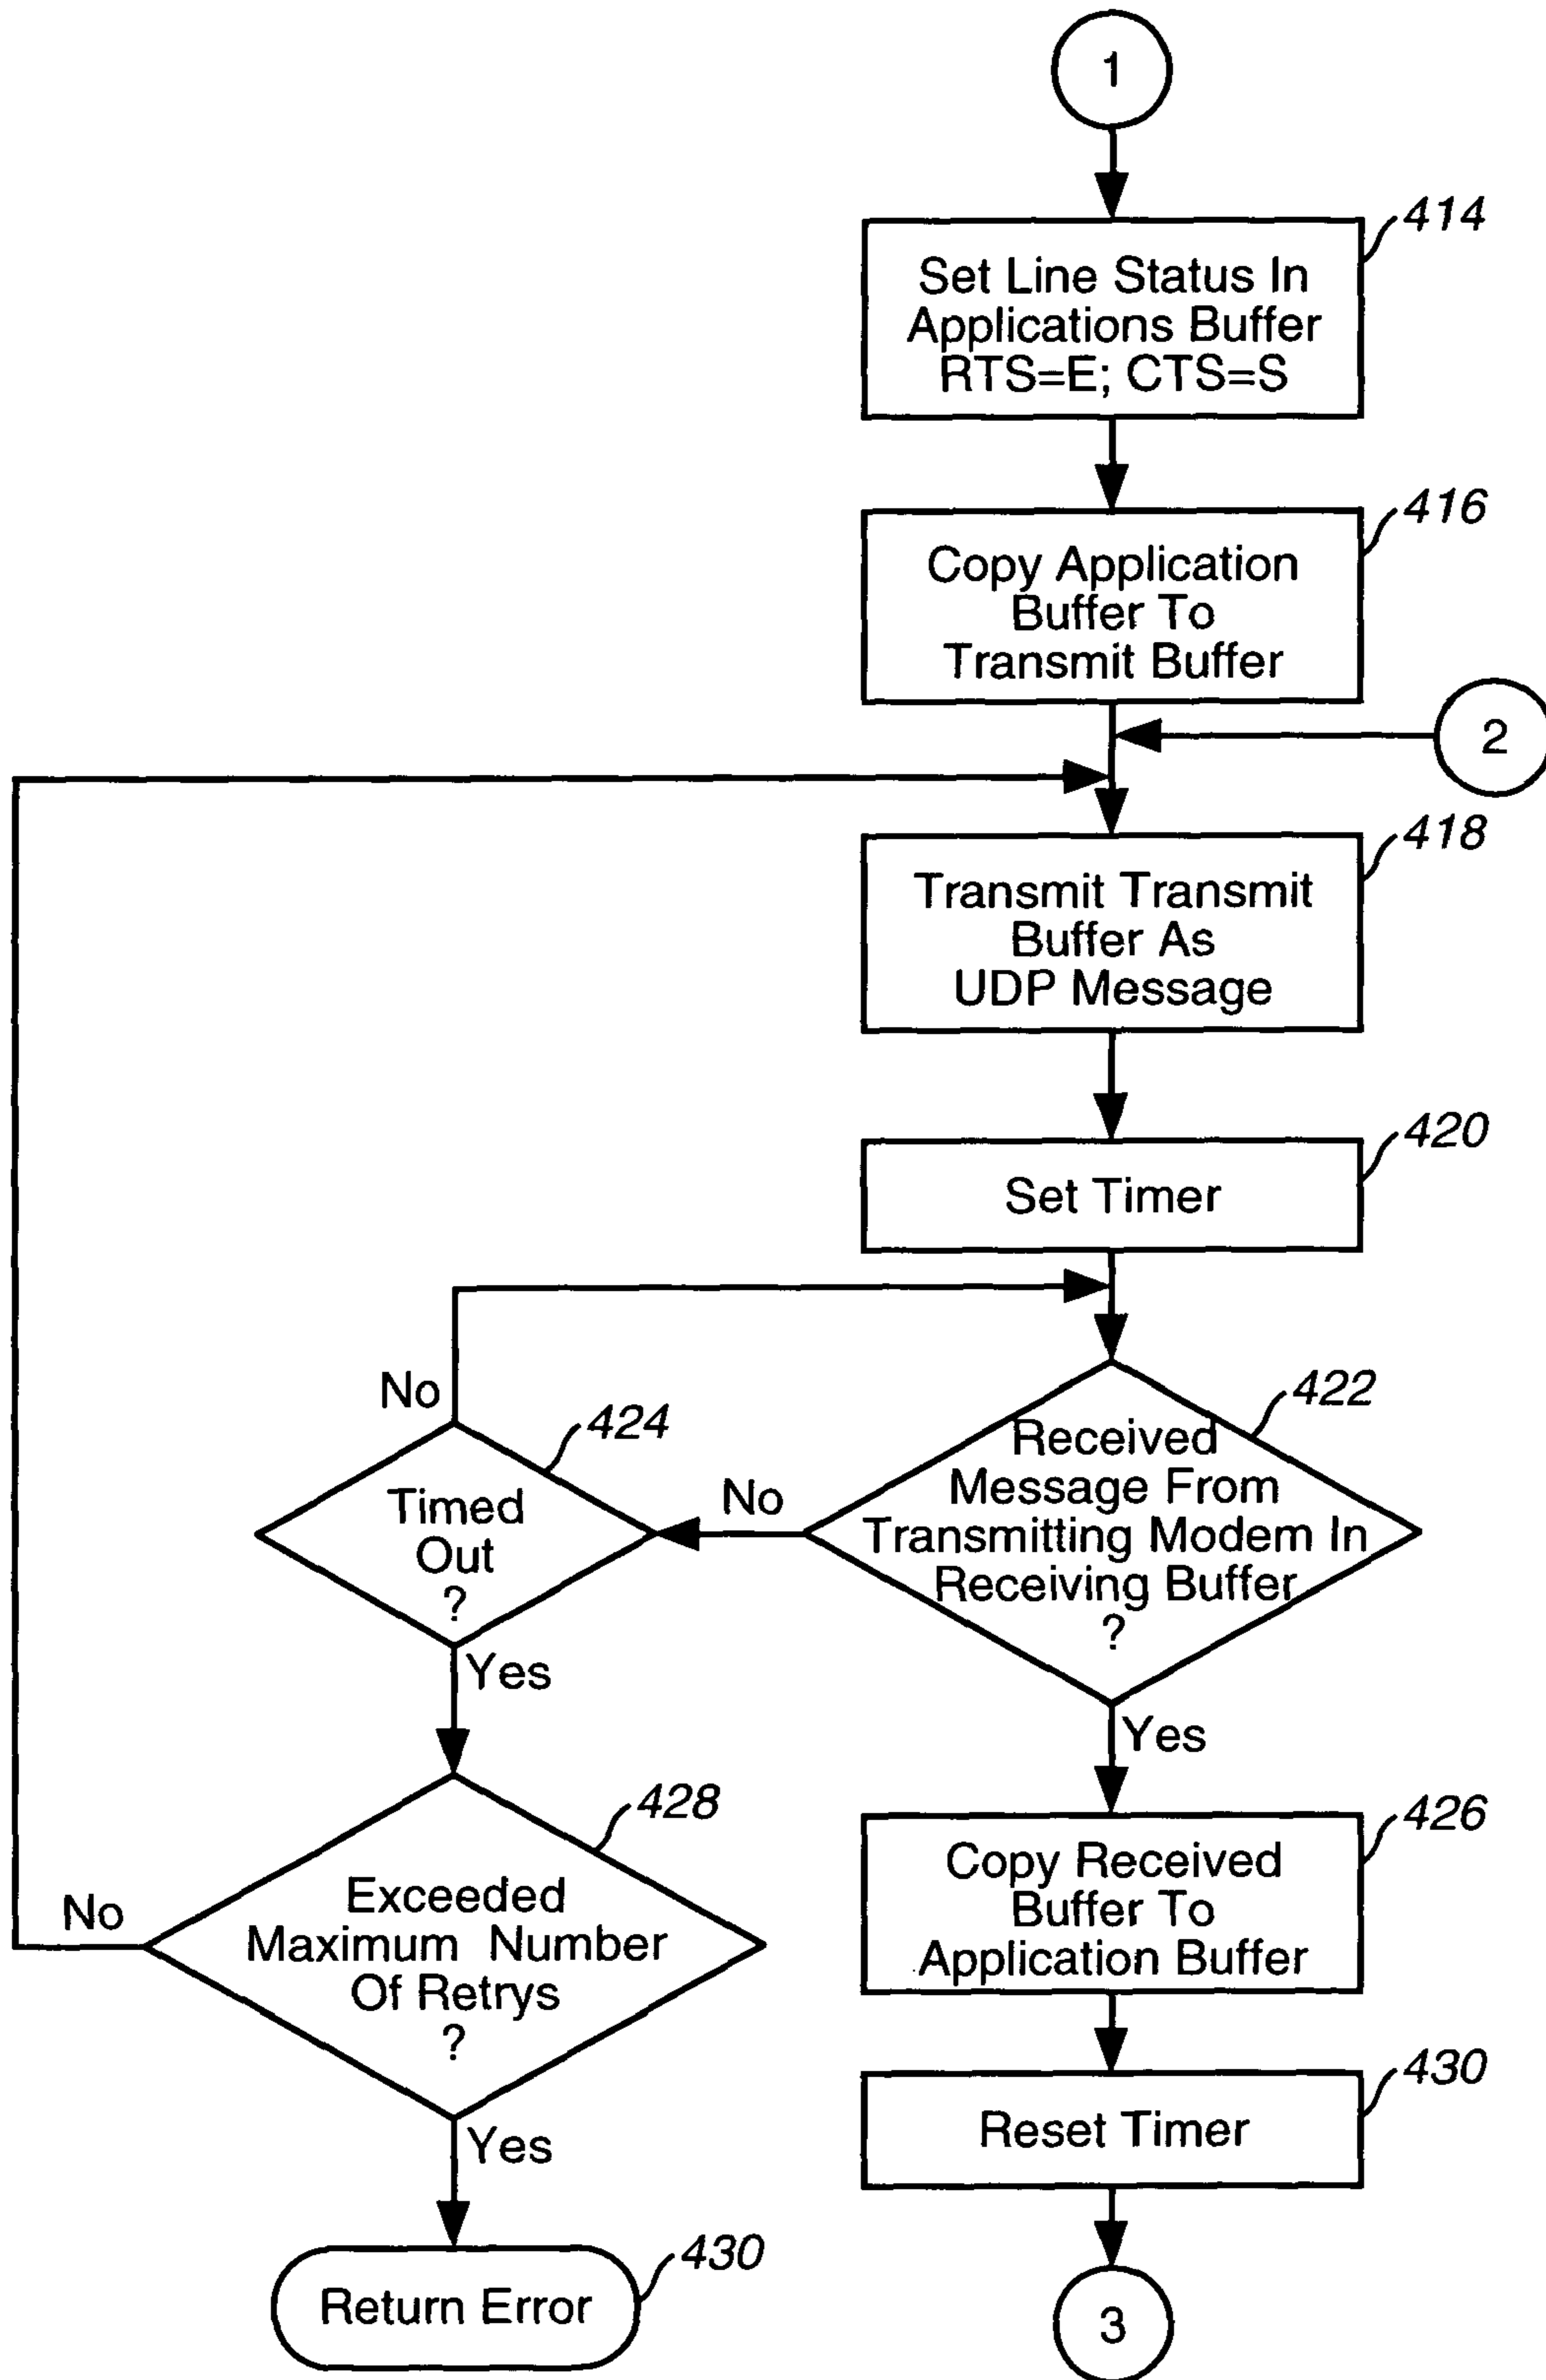 1
414
Set Line Status In
Applications Buffer
RTS=E; CTS=S
416
Copy Application
Buffer To
Transmit Buffer
2
418
Transmit Transmit
Buffer As
UDP Message
420
Set Timer
No
424
Timed
Out
?
No
422
Received
Message From
Transmitting Modem In
Receiving Buffer
?
Yes
Yes
428
Exceeded
Maximum Number
Of Retrys
?
No
426
Copy Received
Buffer To
Application Buffer
430
Reset Timer
Yes
430
Return Error
3